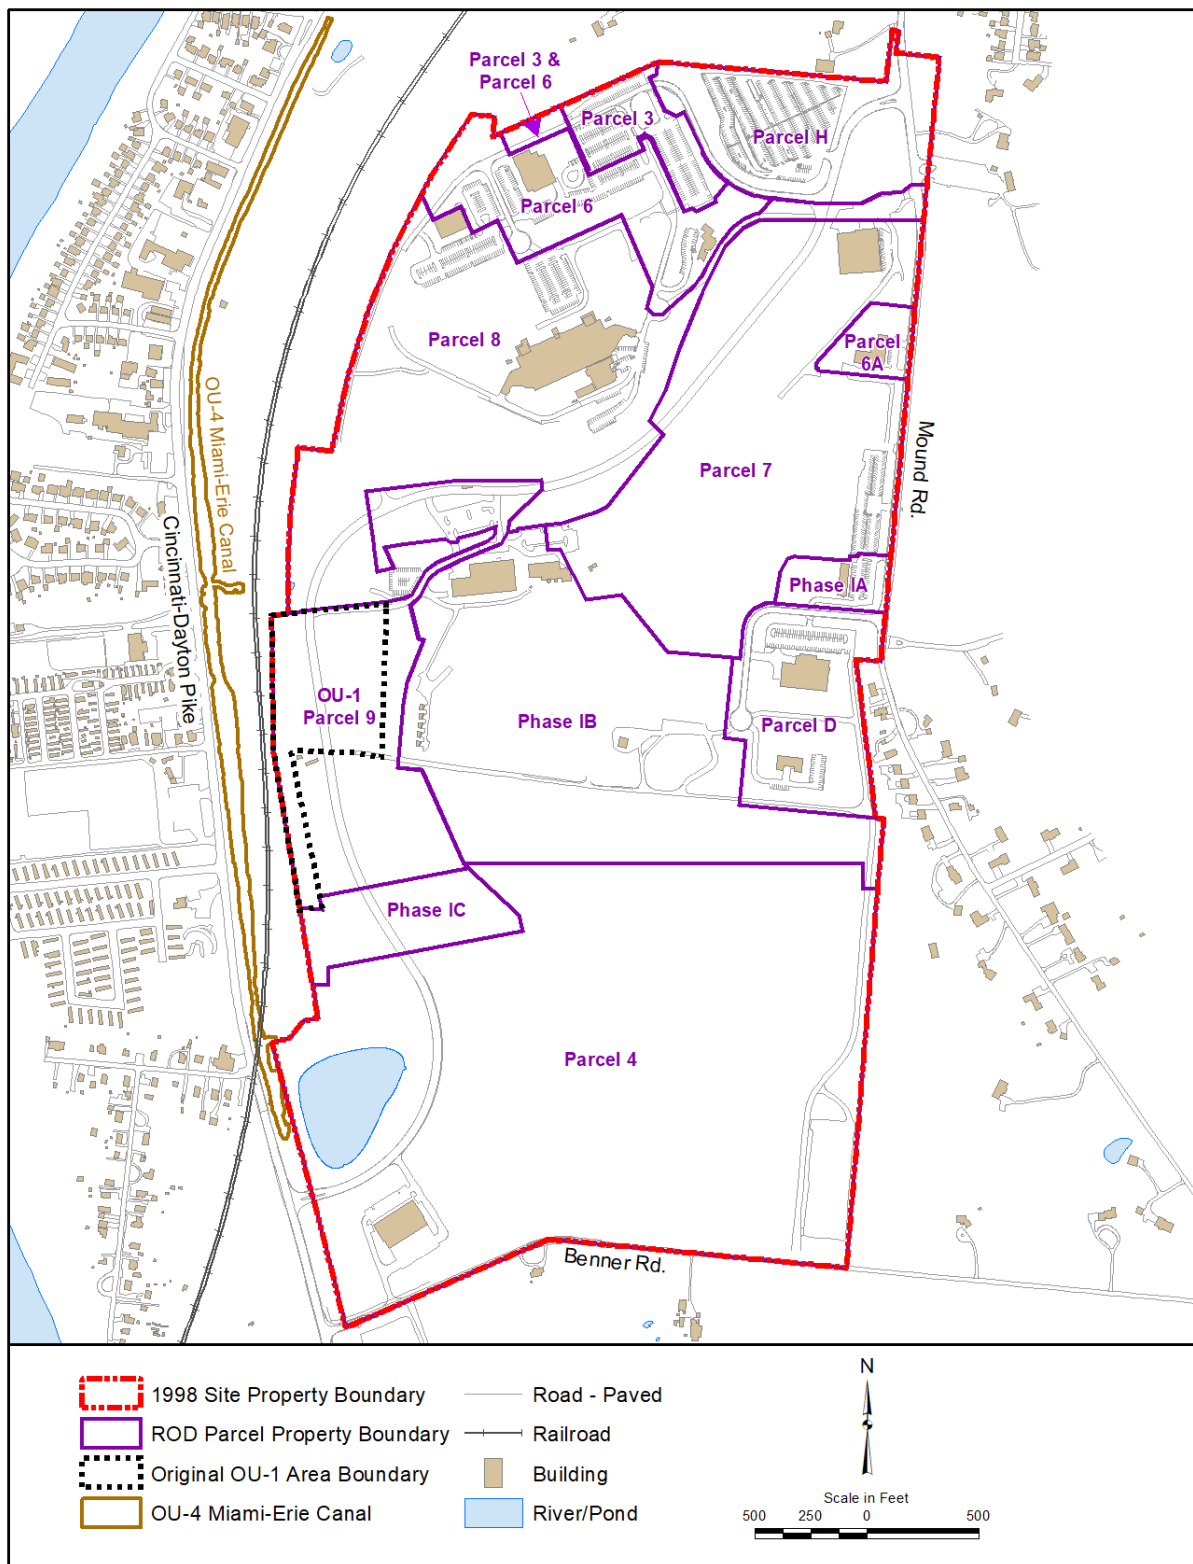 Parcel 3 &
Parcel 6
Parcel 3
Parcel H
Parcel 6
Parcel 8
Parcel
6A
OU-4 Miami-Erie Canal
Mound Rd.
Parcel 7
Cincinnati-Dayton Pike
Phase IA
OU-1
Parcel 9
Phase IB
Parcel D
Phase IC
Parcel 4
Benner Rd.
1998 Site Property Boundary
ROD Parcel Property Boundary
Original OU-1 Area Boundary
OU-4 Miami-Erie Canal
Road - Paved
Railroad
Building
River/Pond
N
Scale in Feet
500 250 0 500